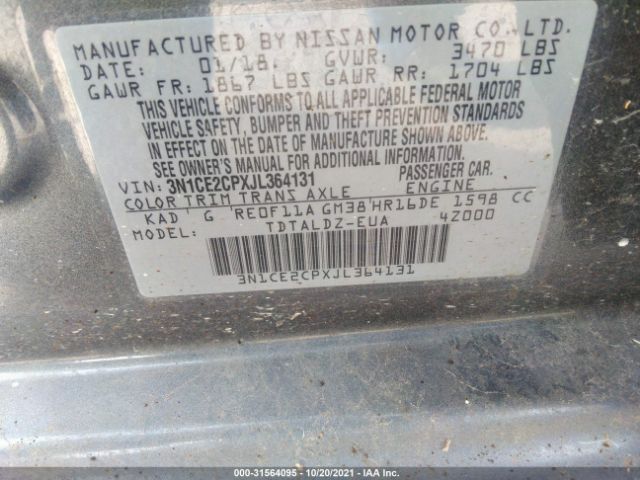 MANUFACTURED BY NISSAN MOTOR CO., LTD.
DATE: 01/18 GVWR: 3470 LBS
GAWR FR: 1867 LBS GAWR RR: 1704 LBS
THIS VEHICLE CONFORMS TO ALL APPLICABLE FEDERAL MOTOR
VEHICLE SAFETY, BUMPER AND THEFT PREVENTION STANDARDS
IN EFFECT ON THE DATE OF MANUFACTURE SHOWN ABOVE.
SEE OWNER'S MANUAL FOR ADDITIONAL INFORMATION.
VIN: 3N1CE2CPXJL364131 PASSENGER CAR.
COLOR TRIM TRANS AXLE ENGINE
KAD G RE0F11A GM38 HR16DE 1598 CC
MODEL: TDTALDZ-EUA 4Z000
3N1CE2CPXJL364131
000-31564095 - 10/20/2021 - IAA Inc.